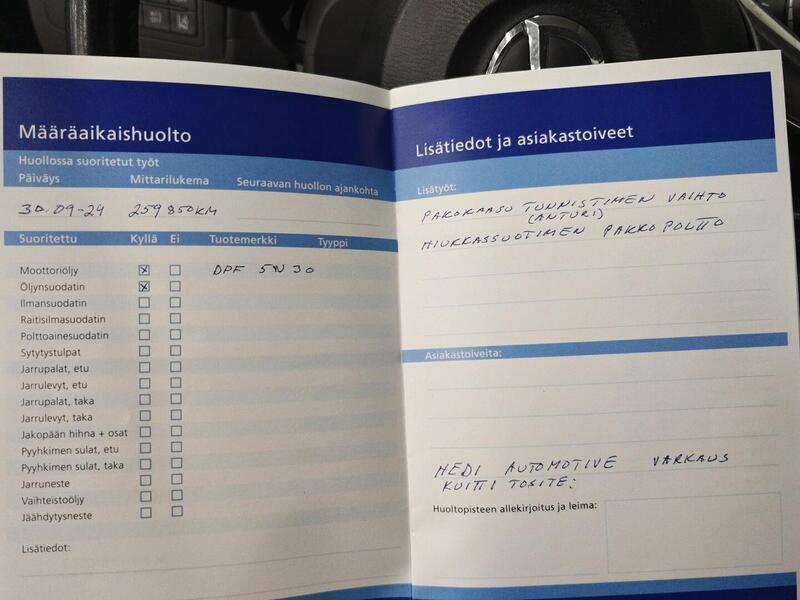 Määräaikaishuolto
Huollossa suoritetut työt
Päiväys Mittarilukema Seuraavan huollon ajankohta
30.09-24 259850KM
Suoritettu Kyllä Ei Tuotemerkki Tyyppi
Moottoriöljy DPF 5W30
Öljynsuodatin
Ilmansuodatin
Raitisilmasuodatin
Polttoainesuodatin
Sytytystulpat
Jarrupalat, etu
Jarrulevyt, etu
Jarrupalat, taka
Jarrulevyt, taka
Jakopään hihna + osat
Pyyhkimen sulat, etu
Pyyhkimen sulat, taka
Jarruneste
Vaihteistoöljy
Jäähdytysneste
Lisätiedot:
Lisätiedot ja asiakastoiveet
Lisätyöt:
PAKOKAASU TUNNISTIMEN VAIHTO
(ANTURI)
HIUKKASSUOTIMEN PAKKOPOLTTO
Asiakastoiveita:
HEDI AUTOMOTIVE VARKAUS
KUITTI TOSITE:
Huoltopisteen allekirjoitus ja leima: